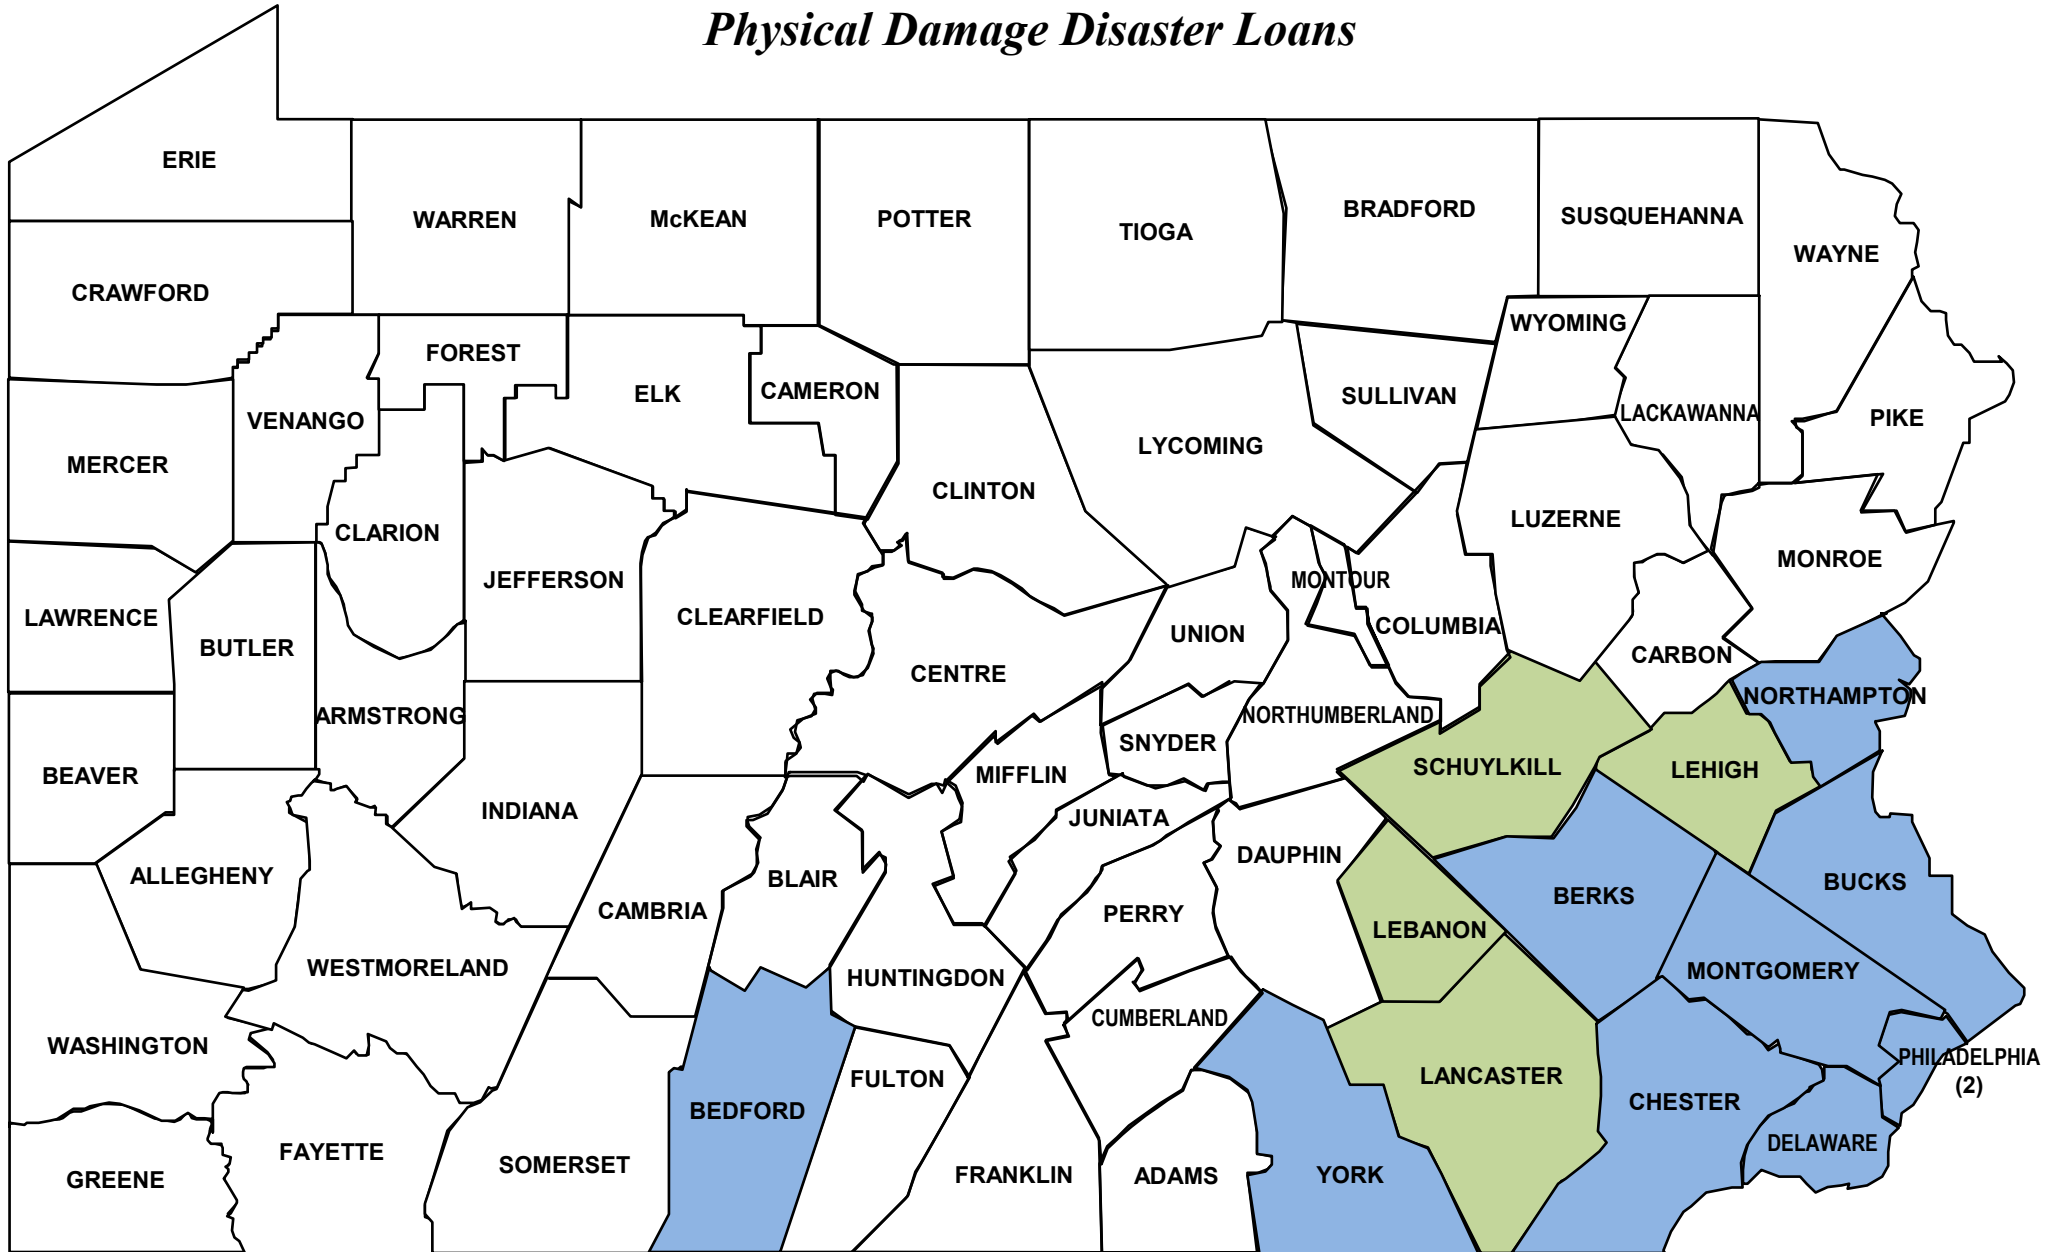 Physical Damage Disaster Loans
ERIE
WARREN
McKEAN
POTTER
TIOGA
BRADFORD
SUSQUEHANNA
WAYNE
CRAWFORD
WYOMING
FOREST
ELK
CAMERON
SULLIVAN
LACKAWANNA
PIKE
VENANGO
MERCER
LYCOMING
CLINTON
CLARION
LUZERNE
JEFFERSON
MONTOUR
MONROE
LAWRENCE
CLEARFIELD
UNION
COLUMBIA
BUTLER
CENTRE
CARBON
NORTHAMPTON
ARMSTRONG
NORTHUMBERLAND
SNYDER
BEAVER
MIFFLIN
SCHUYLKILL
LEHIGH
INDIANA
JUNIATA
DAUPHIN
ALLEGHENY
BLAIR
BUCKS
BERKS
CAMBRIA
PERRY
LEBANON
WESTMORELAND
HUNTINGDON
MONTGOMERY
CUMBERLAND
WASHINGTON
PHILADELPHIA
(2)
FULTON
LANCASTER
BEDFORD
CHESTER
FAYETTE
DELAWARE
SOMERSET
GREENE
FRANKLIN
ADAMS
YORK